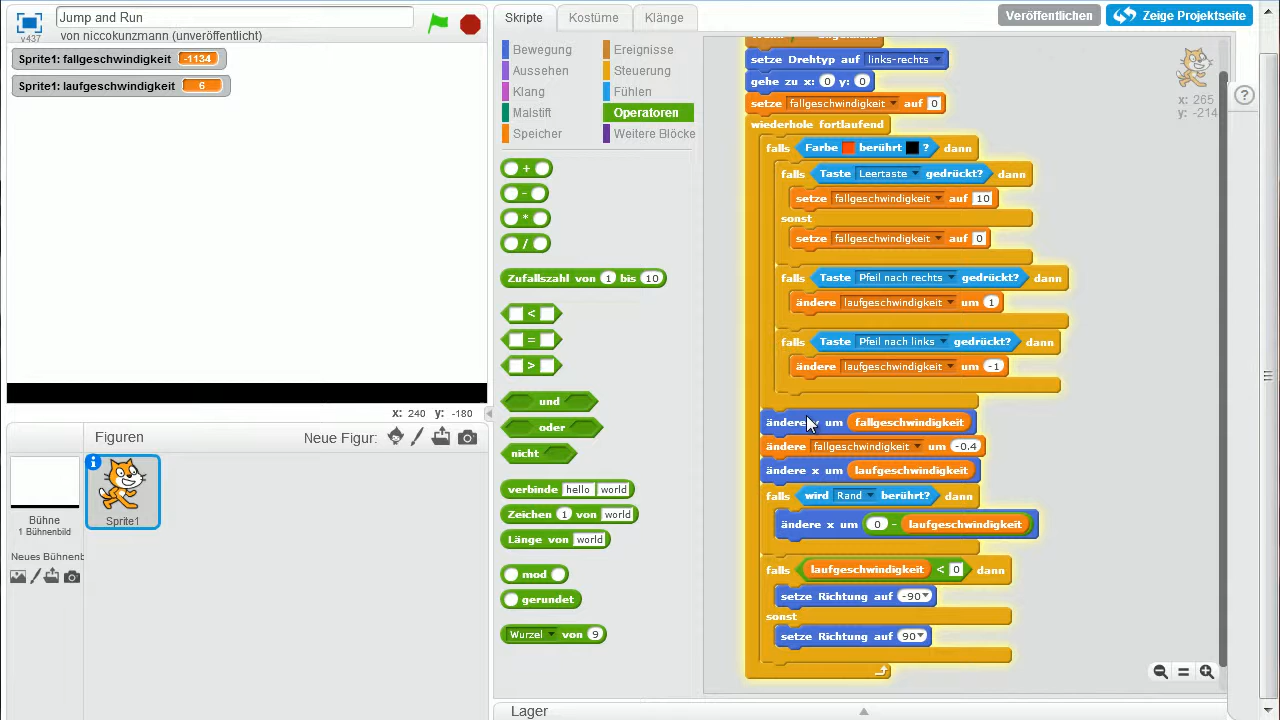 v437
Jump and Run
von niccokunzmann (unveröffentlicht)
Sprite1: fallgeschwindigkeit -1134
Sprite1: laufgeschwindigkeit 6
x: 240 y: -180
Figuren
Neue Figur:
Bühne
1 Bühnenbild
Neues Bühnenb
Sprite1
Skripte
Kostüme
Klänge
Veröffentlichen
Zeige Projektseite
Bewegung
Ereignisse
Aussehen
Steuerung
Klang
Fühlen
Malstift
Operatoren
Speicher
Weitere Blöcke
+
-
*
/
Zufallszahl von 1 bis 10
<
=
>
und
oder
nicht
verbinde hello world
Zeichen 1 von world
Länge von world
mod
gerundet
Wurzel von 9
setze Drehtyp auf links-rechts
gehe zu x: 0 y: 0
setze fallgeschwindigkeit auf 0
wiederhole fortlaufend
falls Farbe berührt ? dann
falls Taste Leertaste gedrückt? dann
setze fallgeschwindigkeit auf 10
sonst
setze fallgeschwindigkeit auf 0
falls Taste Pfeil nach rechts gedrückt? dann
ändere laufgeschwindigkeit um 1
falls Taste Pfeil nach links gedrückt? dann
ändere laufgeschwindigkeit um -1
ändere um fallgeschwindigkeit
ändere fallgeschwindigkeit um -0.4
ändere x um laufgeschwindigkeit
falls wird Rand berührt? dann
ändere x um 0 - laufgeschwindigkeit
falls laufgeschwindigkeit < 0 dann
setze Richtung auf -90
sonst
setze Richtung auf 90
x: 265
y: -214
?
Lager